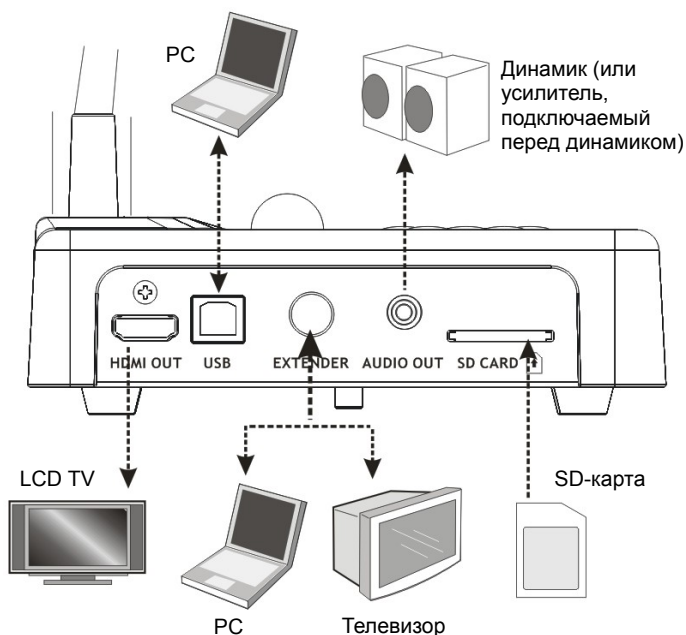 PC
Динамик (или
усилитель,
подключаемый
перед динамиком)
HDMI OUT
USB
EXTENDER
AUDIO OUT
SD CARD
LCD TV
SD-карта
PC
Телевизор